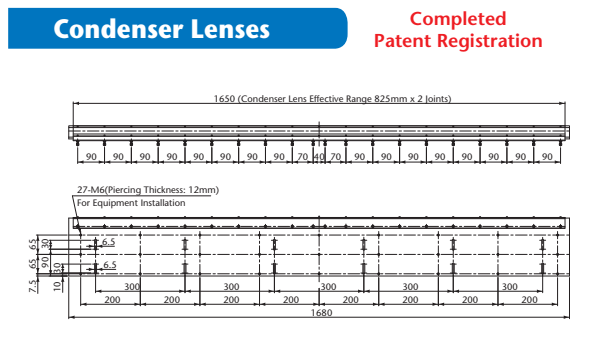 Condenser Lenses
Completed
Patent Registration
1650 (Condenser Lens Effective Range 825mm x 2 Joints)
90 90 90 90 90 90 90 90 70 40 70 90 90 90 90 90 90 90 90
27-M6(Piercing Thickness: 12mm)
For Equipment Installation
65 30 6.5
65 90 30 6.5
7.5 10
300 300 300 300 300
200 200 200 200 200 200 200 200
1680